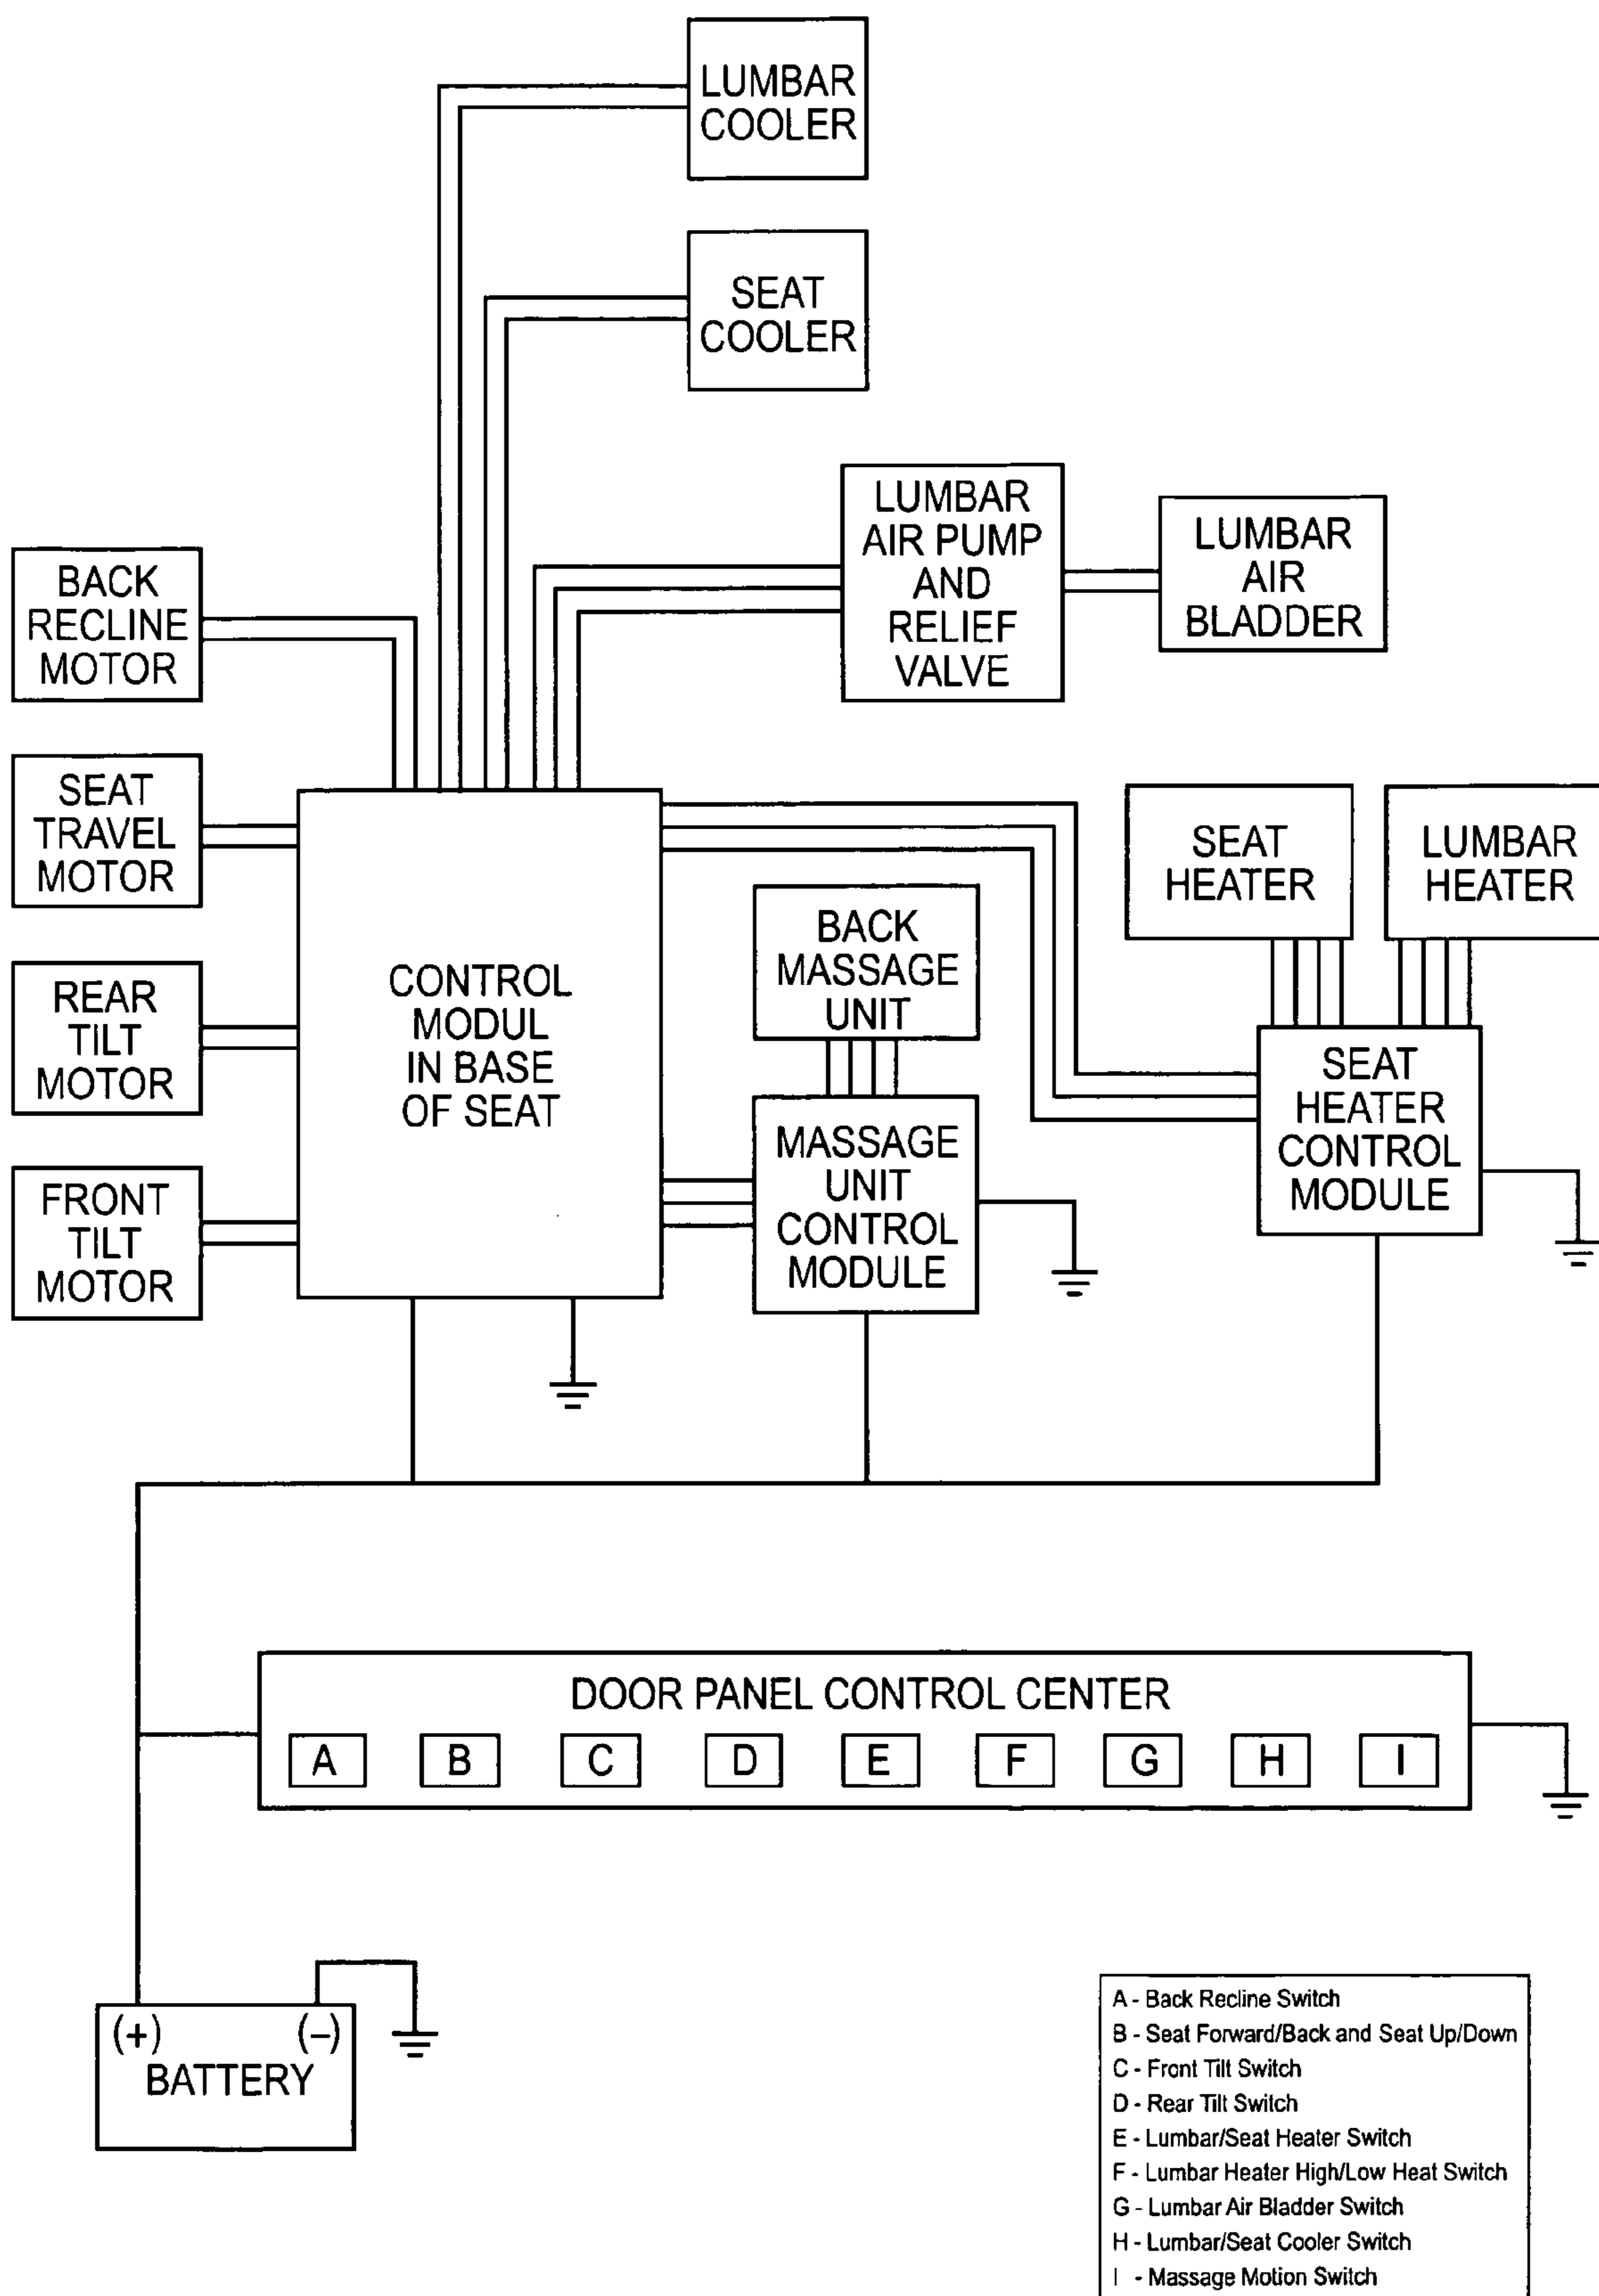 LUMBAR
COOLER
SEAT
COOLER
LUMBAR
AIR PUMP
AND
RELIEF
VALVE
LUMBAR
AIR
BLADDER
BACK
RECLINE
MOTOR
SEAT
TRAVEL
MOTOR
REAR
TILT
MOTOR
FRONT
TILT
MOTOR
CONTROL
MODUL
IN BASE
OF SEAT
BACK
MASSAGE
UNIT
MASSAGE
UNIT
CONTROL
MODULE
SEAT
HEATER
LUMBAR
HEATER
SEAT
HEATER
CONTROL
MODULE
DOOR PANEL CONTROL CENTER
A B C D E F G H I
(+) (-)
BATTERY
A - Back Recline Switch
B - Seat Forward/Back and Seat Up/Down
C - Front Tilt Switch
D - Rear Tilt Switch
E - Lumbar/Seat Heater Switch
F - Lumbar Heater High/Low Heat Switch
G - Lumbar Air Bladder Switch
H - Lumbar/Seat Cooler Switch
I - Massage Motion Switch